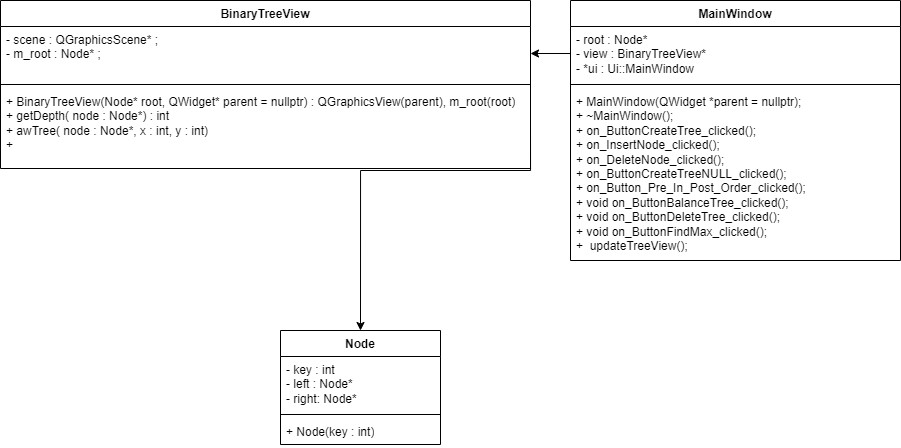 BinaryTreeView
- scene : QGraphicsScene* ;
- m_root : Node* ;
+ BinaryTreeView(Node* root, QWidget* parent = nullptr) : QGraphicsView(parent), m_root(root)
+ getDepth( node : Node*) : int
+ awTree( node : Node*, x : int, y : int)
+
MainWindow
- root : Node*
- view : BinaryTreeView*
- *ui : Ui::MainWindow
+ MainWindow(QWidget *parent = nullptr);
+ ~MainWindow();
+ on_ButtonCreateTree_clicked();
+ on_InsertNode_clicked();
+ on_DeleteNode_clicked();
+ on_ButtonCreateTreeNULL_clicked();
+ on_Button_Pre_In_Post_Order_clicked();
+ void on_ButtonBalanceTree_clicked();
+ void on_ButtonDeleteTree_clicked();
+ void on_ButtonFindMax_clicked();
+  updateTreeView();
Node
- key : int
- left : Node*
- right: Node*
+ Node(key : int)